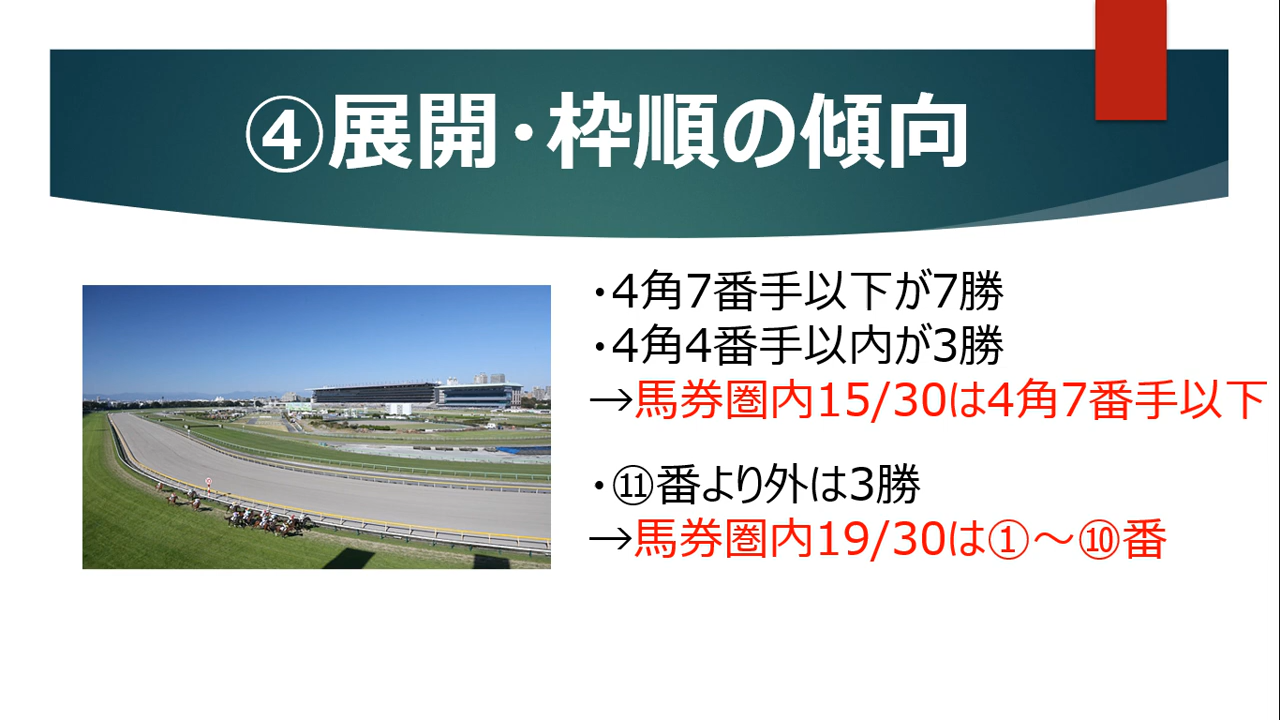 ④展開・枠順の傾向
・4角7番手以下が7勝
・4角4番手以内が3勝
→馬券圏内15/30は4角7番手以下
・⑪番より外は3勝
→馬券圏内19/30は①～⑩番